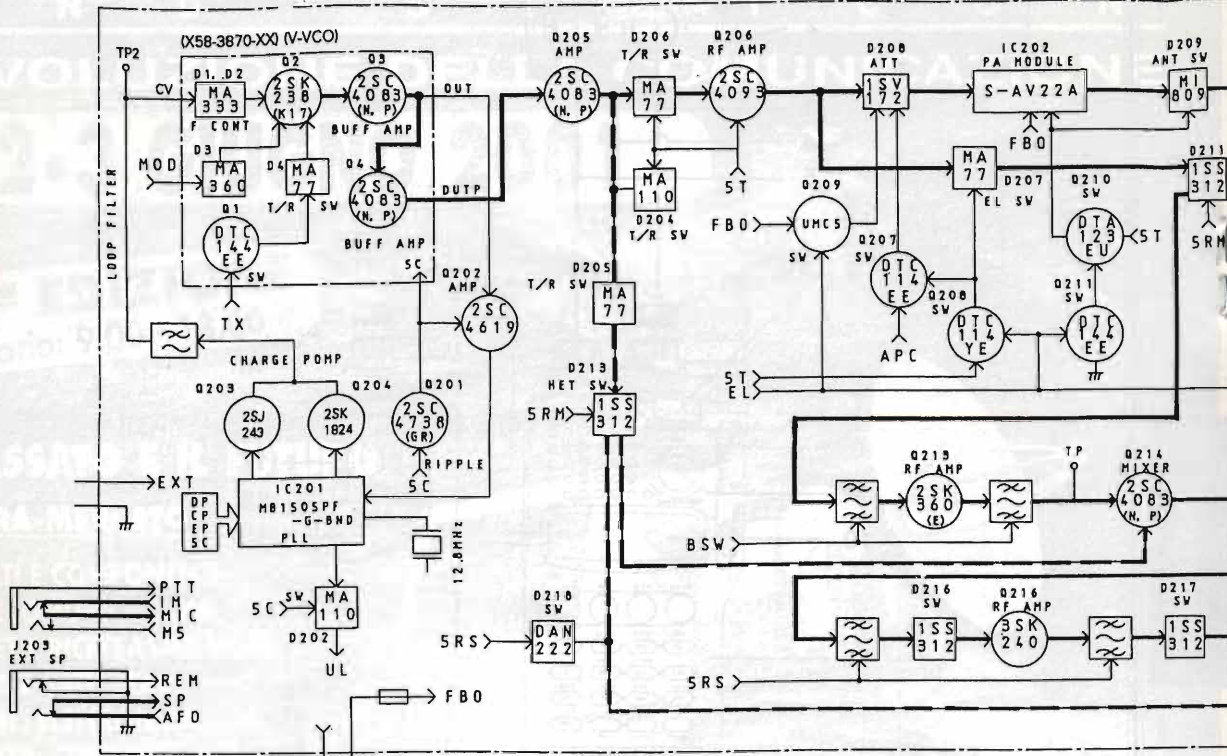 (X58-3870-XX) (V-VCO)
TP2
CV
D1, D2
MA
333
F CONT
Q2
2SK
238
(K17)
Q3
2SC
4083
(N, P)
BUFF AMP
OUT
MOD
D3
MA
360
D4
MA
77
T/R SW
Q4
2SC
4083
(N, P)
BUFF AMP
OUTP
Q1
DTC
144
EE
SW
TX
LOOP FILTER
5C
Q202
AMP
2SC
4619
Q205
AMP
2SC
4083
(N, P)
D206
T/R SW
MA
77
Q206
RF AMP
2SC
4093
MA
110
D204
T/R SW
5T
D208
ATT
1SV
172
IC202
PA MODULE
S-AV22A
D209
ANT SW
MI
809
FBO
MA
77
D207
EL SW
D211
1SS
312
5RM
Q209
FBO
UMC5
SW
Q207
SW
DTC
114
EE
APC
Q208
SW
DTC
114
YE
Q210
SW
DTA
123
EU
5T
Q211
SW
DTC
144
EE
5T
EL
D205
T/R SW
MA
77
D213
HET SW
5RM
1SS
312
CHARGE POMP
Q203
2SJ
243
Q204
2SK
1824
Q201
2SC
4738
(GR)
RIPPLE
5C
EXT
DP
CP
EP
5C
IC201
MB1505PF
-G-BND
PLL
12.8MHz
5C
SW
MA
110
D202
UL
PTT
IM
MIC
M5
J203
EXT SP
REM
SP
AFO
FBO
D218
SW
5RS
DAN
222
Q213
RF AMP
2SK
360
(E)
BSW
TP
Q214
MIXER
2SC
4083
(N, P)
D216
SW
1SS
312
Q216
RF AMP
3SK
240
D217
SW
1SS
312
5RS